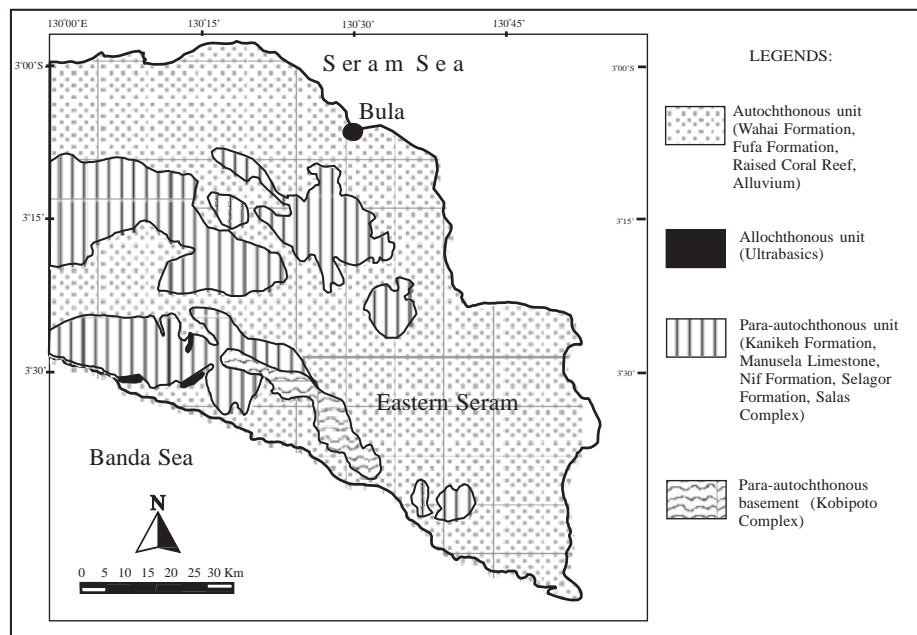 130°00'E 130°15' 130°30' 130°45'
3°00'S
3°15'
3°30'
3°00'S
3°15'
3°30'
Seram Sea
Bula
Eastern Seram
Banda Sea
N
0 5 10 15 20 25 30 Km
LEGENDS:
Autochthonous unit
(Wahai Formation,
Fufa Formation,
Raised Coral Reef,
Alluvium)
Allochthonous unit
(Ultrabasics)
Para-autochthonous unit
(Kanikeh Formation,
Manusela Limestone,
Nif Formation, Selagor
Formation, Salas
Complex)
Para-autochthonous
basement (Kobipoto
Complex)